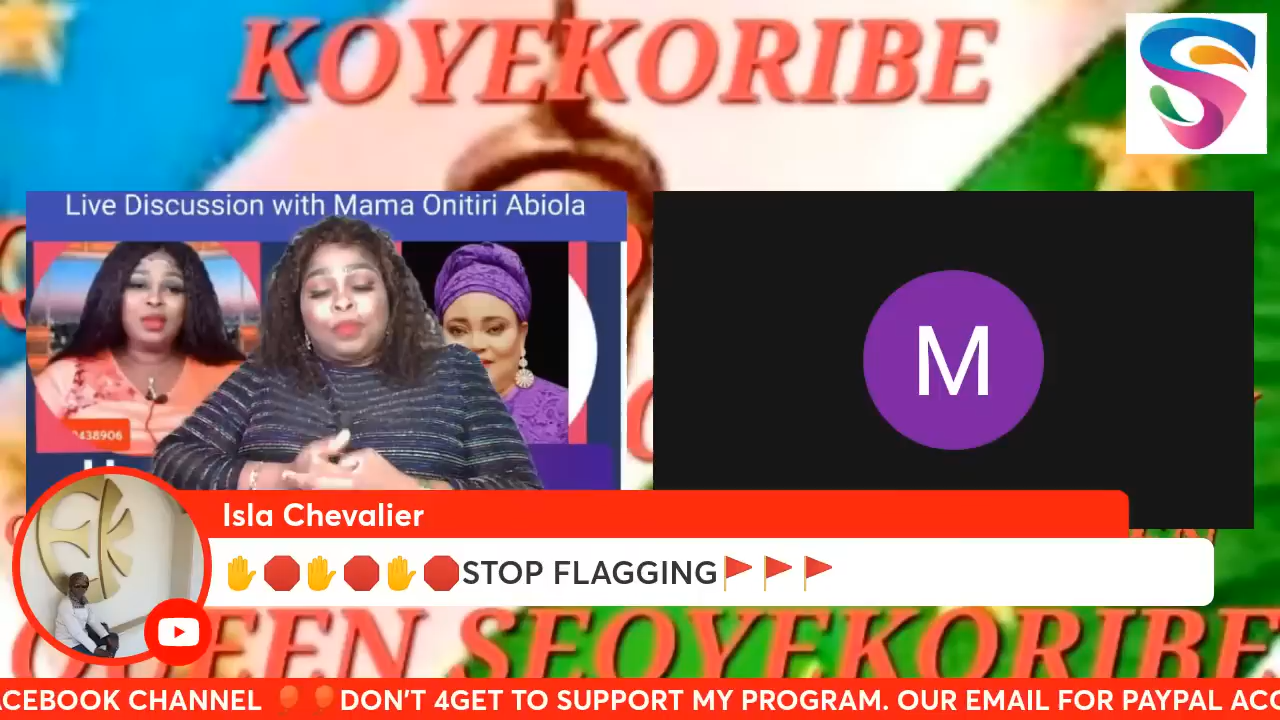 KOYEKORIBE
Live Discussion with Mama Onitiri Abiola
438906
M
Isla Chevalier
✋🛑✋🛑✋🛑STOP FLAGGING🚩🚩🚩
QUEEN SEOYEKORIBE
ACEBOOK CHANNEL 🎈🎈DON'T 4GET TO SUPPORT MY PROGRAM. OUR EMAIL FOR PAYPAL ACC